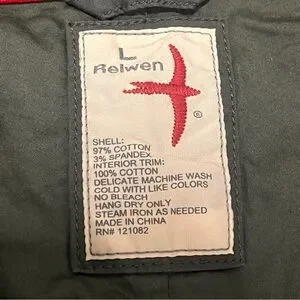 L
Relwen
®
SHELL:
97% COTTON
3% SPANDEX
INTERIOR TRIM:
100% COTTON
DELICATE MACHINE WASH
COLD WITH LIKE COLORS
NO BLEACH
HANG DRY ONLY
STEAM IRON AS NEEDED
MADE IN CHINA
RN# 121082